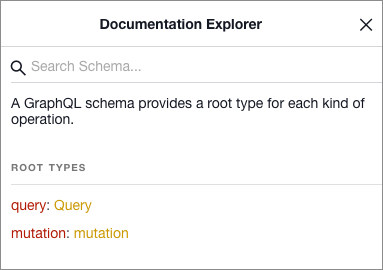 Documentation Explorer
Search Schema...
A GraphQL schema provides a root type for each kind of
operation.
ROOT TYPES
query: Query
mutation: mutation